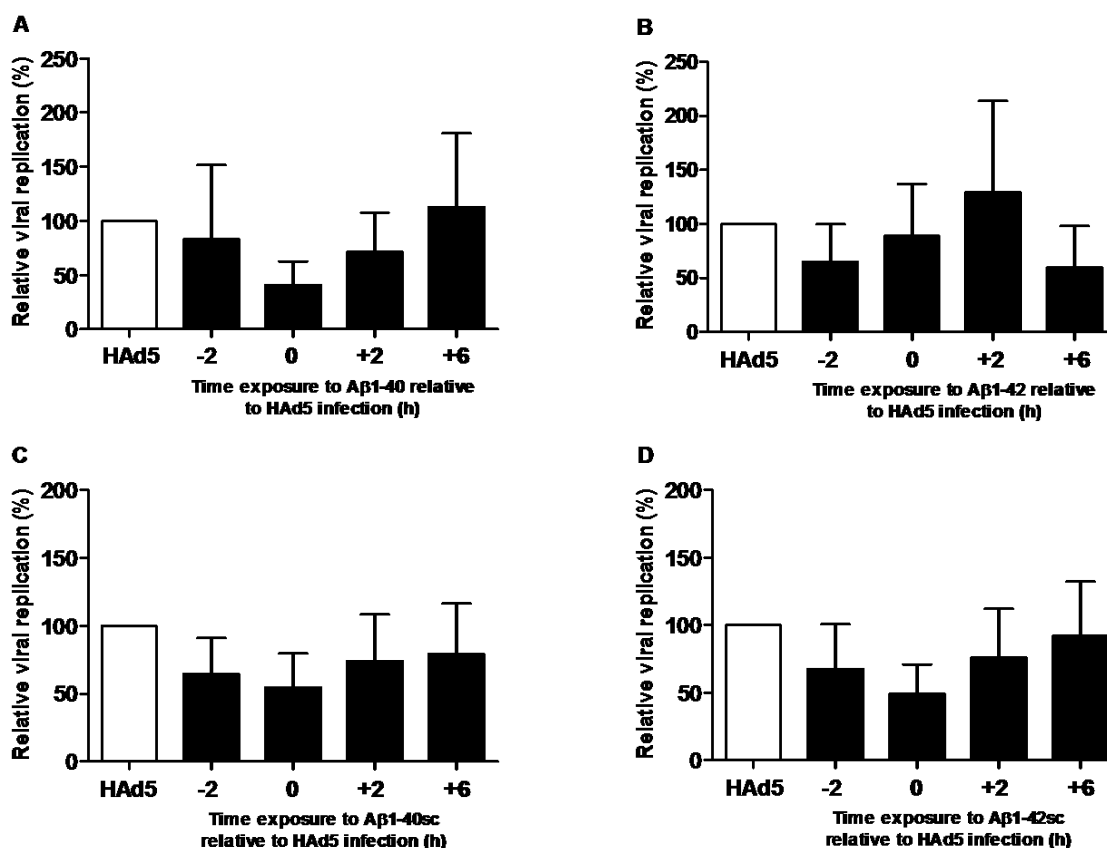 A
Relative viral replication (%)
250
200
150
100
50
0
HAd5 -2 0 +2 +6
Time exposure to Aβ1-40 relative
to HAd5 infection (h)
B
Relative viral replication (%)
250
200
150
100
50
0
HAd5 -2 0 +2 +6
Time exposure to Aβ1-42 relative
to HAd5 infection (h)
C
Relative viral replication (%)
200
150
100
50
0
HAd5 -2 0 +2 +6
Time exposure to Aβ1-40sc
relative to HAd5 infection (h)
D
Relative viral replication (%)
200
150
100
50
0
HAd5 -2 0 +2 +6
Time exposure to Aβ1-42sc
relative to HAd5 infection (h)